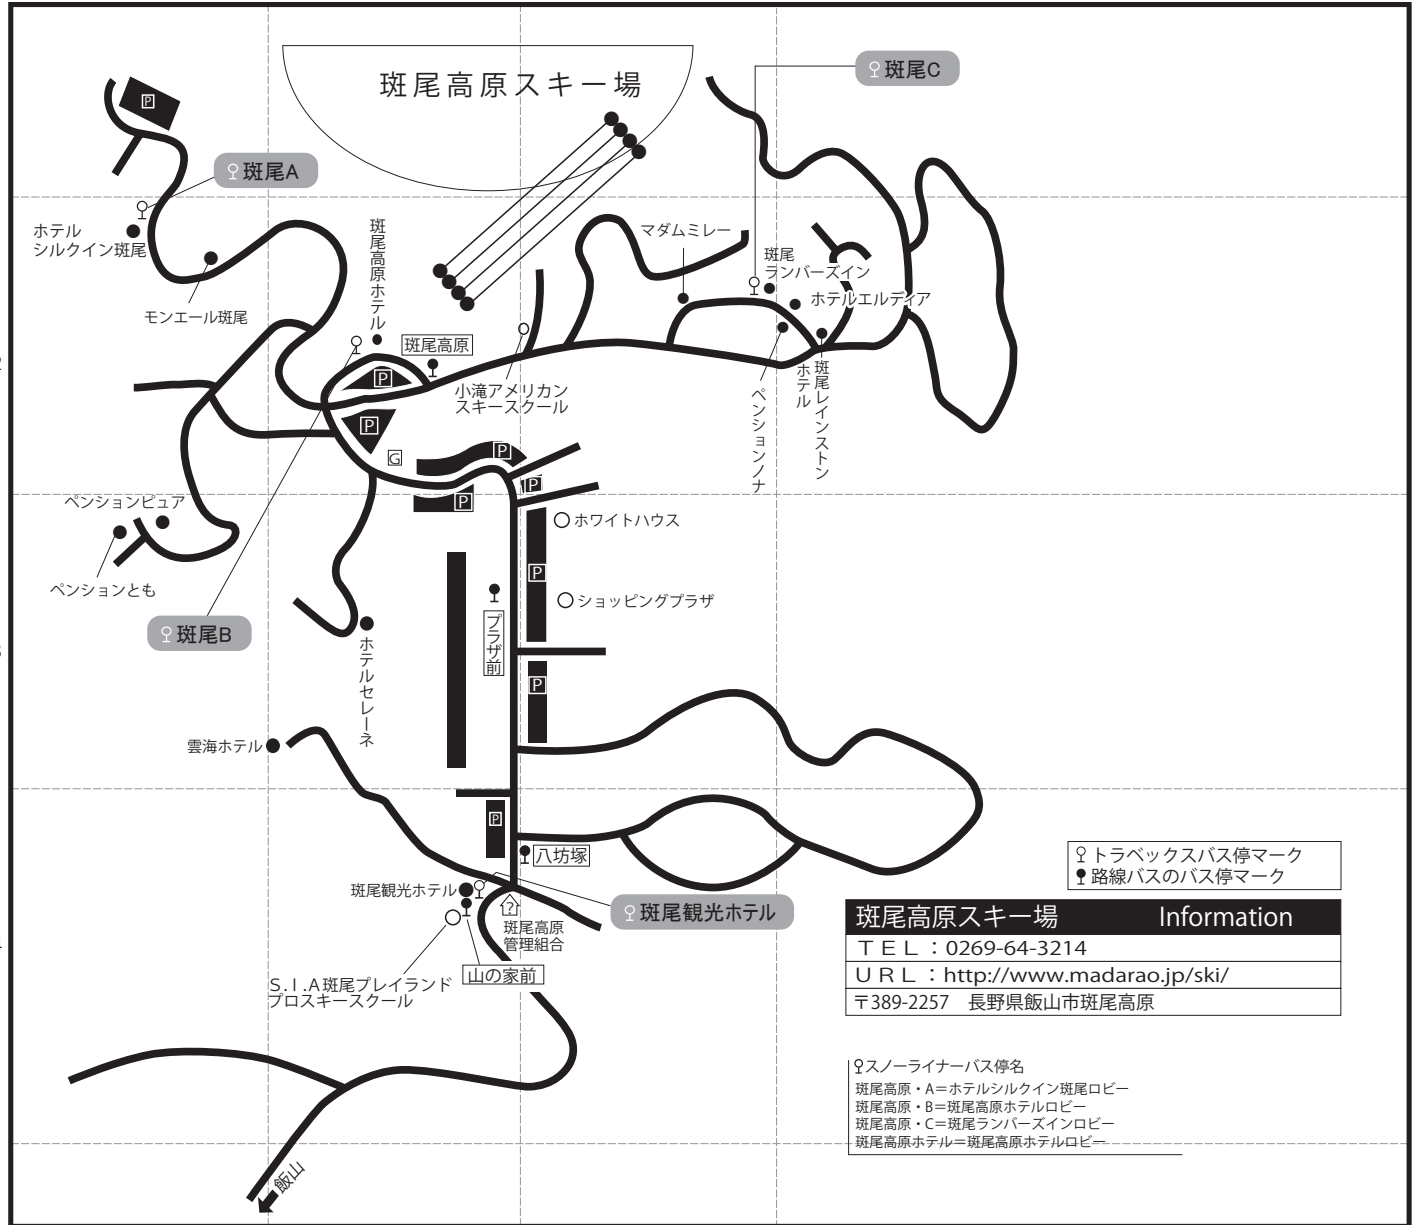 斑尾高原スキー場
斑尾C
P
斑尾A
ホテル
シルクイン斑尾
モンエール斑尾
斑尾高原ホテル
斑尾高原
マダムミレー
斑尾
ランバーズイン
ホテルエルディア
小滝アメリカン
スキースクール
P
P
G
P
P
P
ペンションノナ
斑尾レインストン
ホテル
ペンションピュア
ペンションとも
斑尾B
ホワイトハウス
P
ショッピングプラザ
プラザ前
P
ホテルセレーネ
雲海ホテル
P
八坊塚
斑尾観光ホテル
斑尾観光ホテル
?
斑尾高原
管理組合
山の家前
S.I.A斑尾プレイランド
プロスキースクール
飯山
トラベックスバス停マーク
路線バスのバス停マーク
斑尾高原スキー場 Information
TEL：0269-64-3214
URL：http://www.madarao.jp/ski/
〒389-2257 長野県飯山市斑尾高原
スノーライナーバス停名
斑尾高原・A＝ホテルシルクイン斑尾ロビー
斑尾高原・B＝斑尾高原ホテルロビー
斑尾高原・C＝斑尾ランバーズインロビー
斑尾高原ホテル＝斑尾高原ホテルロビー